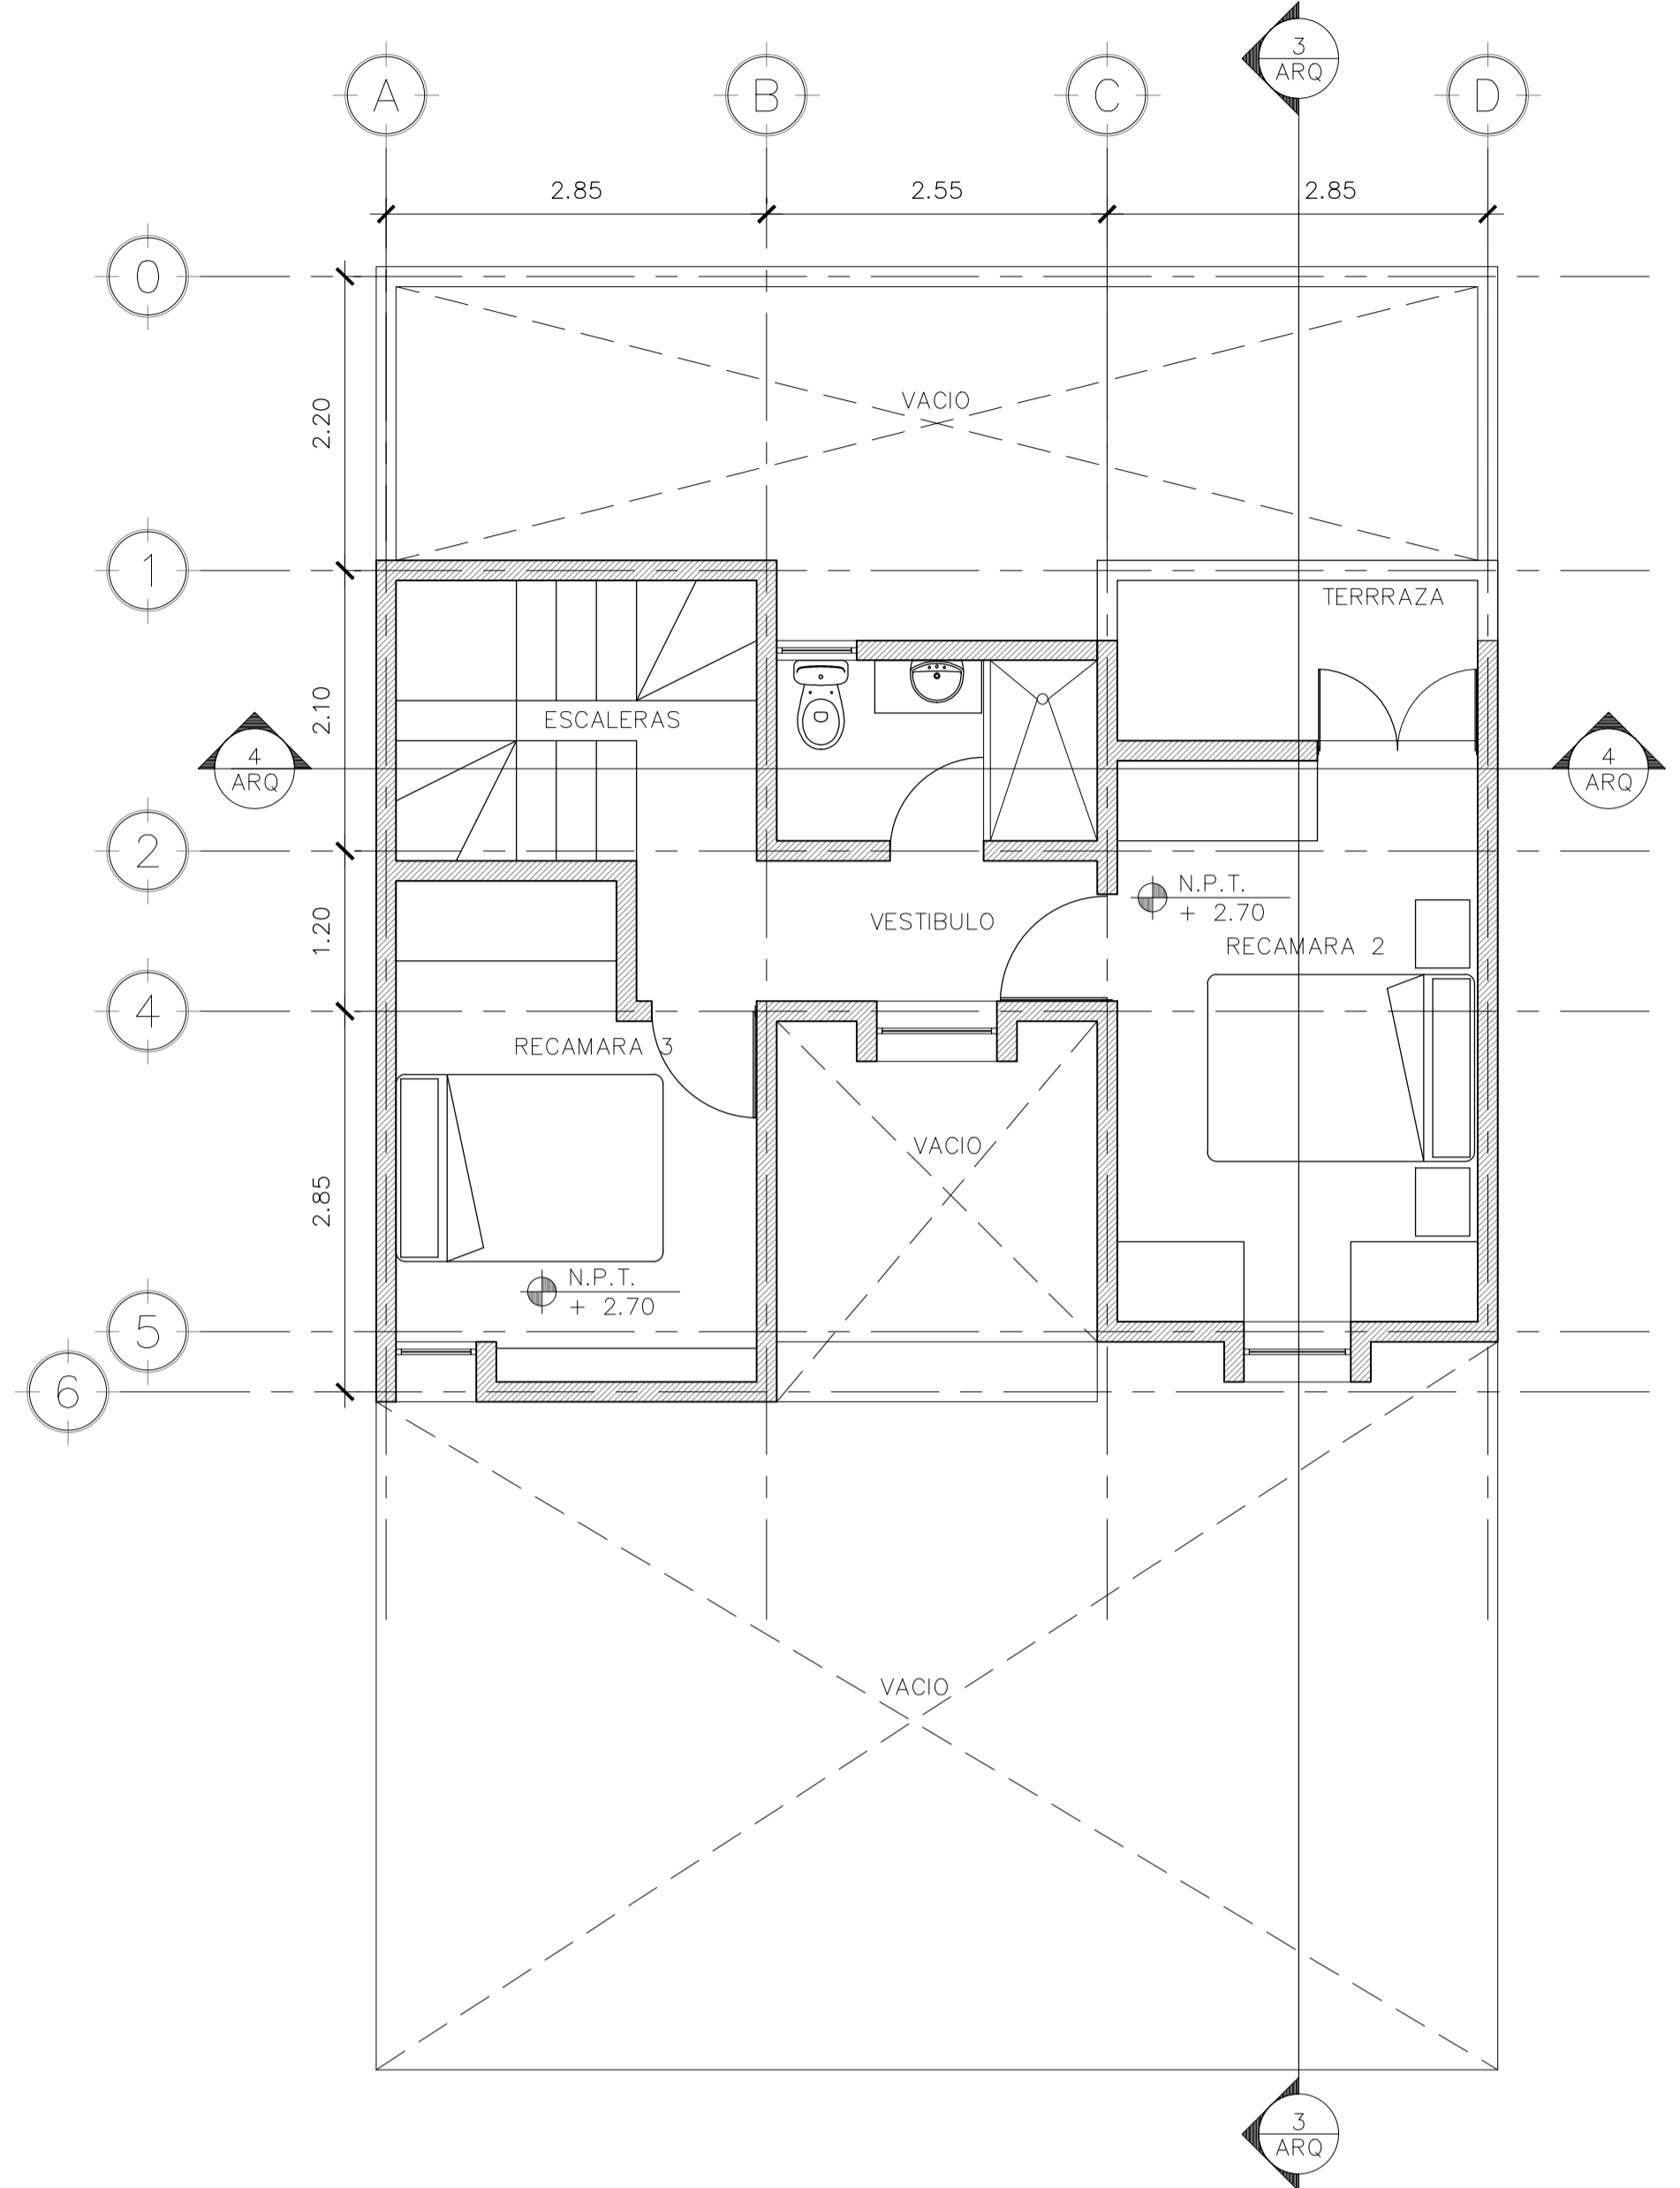 3
ARQ
A
B
C
D
2.85
2.55
2.85
0
2.20
VACIO
1
TERRRAZA
2.10
ESCALERAS
4
ARQ
4
ARQ
2
N.P.T.
+ 2.70
1.20
VESTIBULO
RECAMARA 2
4
RECAMARA 3
VACIO
2.85
N.P.T.
+ 2.70
5
6
VACIO
3
ARQ